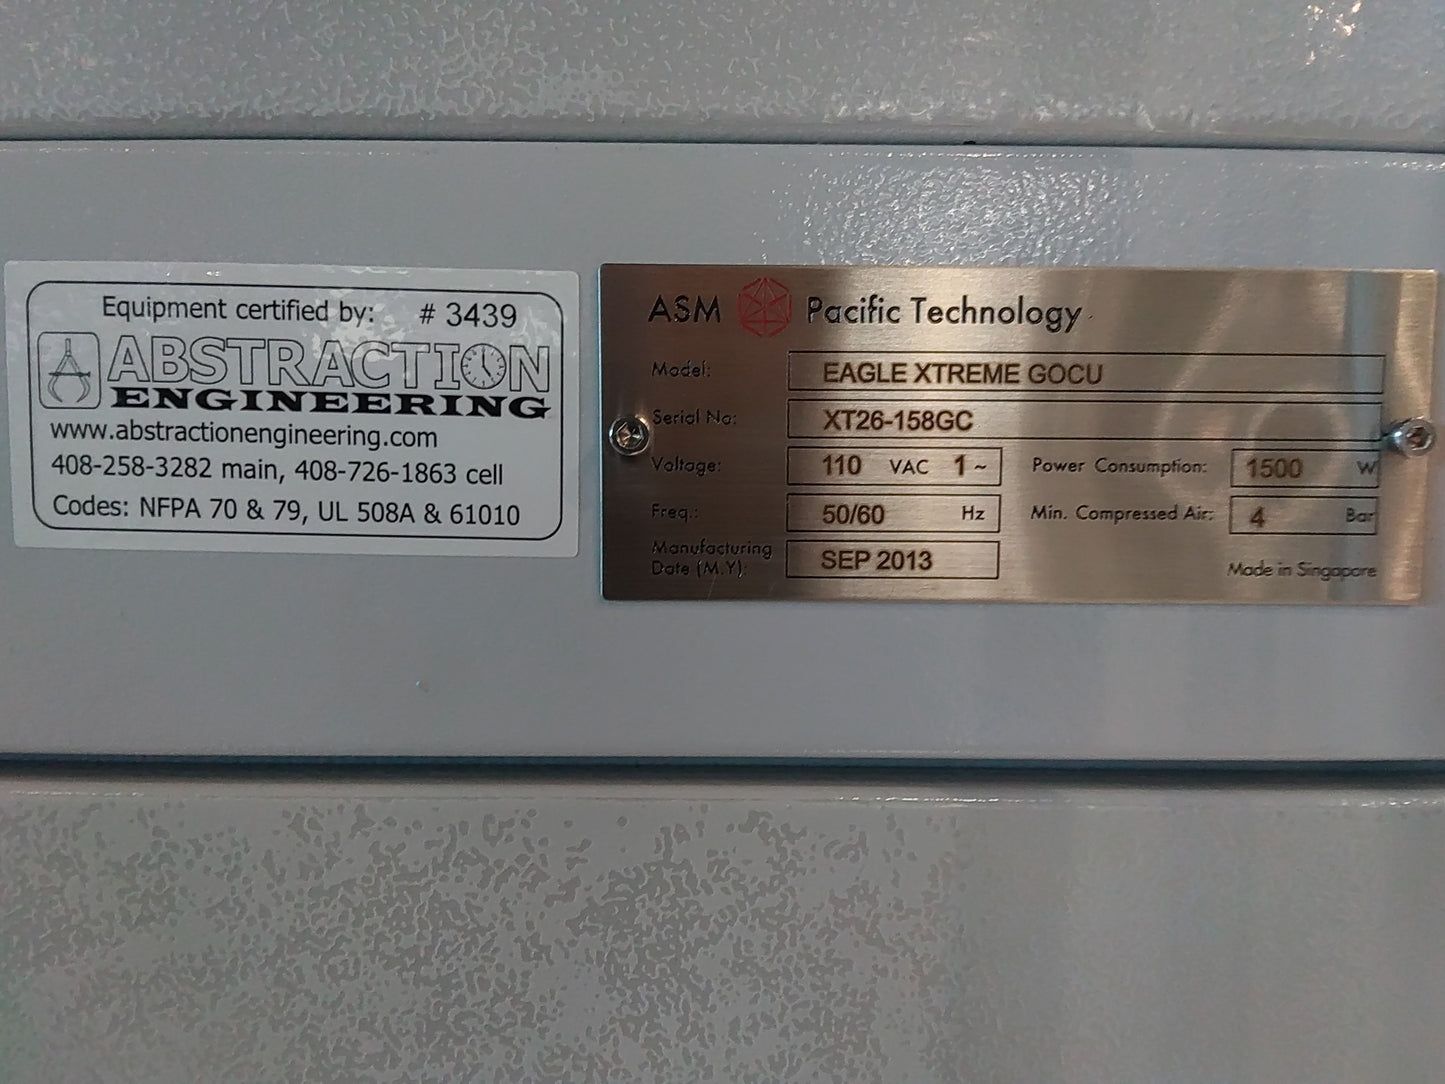 Equipment certified by: # 3439
ABSTRACTION
ENGINEERING
www.abstractionengineering.com
408-258-3282 main, 408-726-1863 cell
Codes: NFPA 70 & 79, UL 508A & 61010
ASM Pacific Technology
Model: EAGLE XTREME GOCU
Serial No: XT26-158GC
Voltage: 110 VAC 1~ Power Consumption: 1500 W
Freq.: 50/60 Hz Min. Compressed Air: 4 Bar
Manufacturing
Date (M.Y): SEP 2013
Made in Singapore